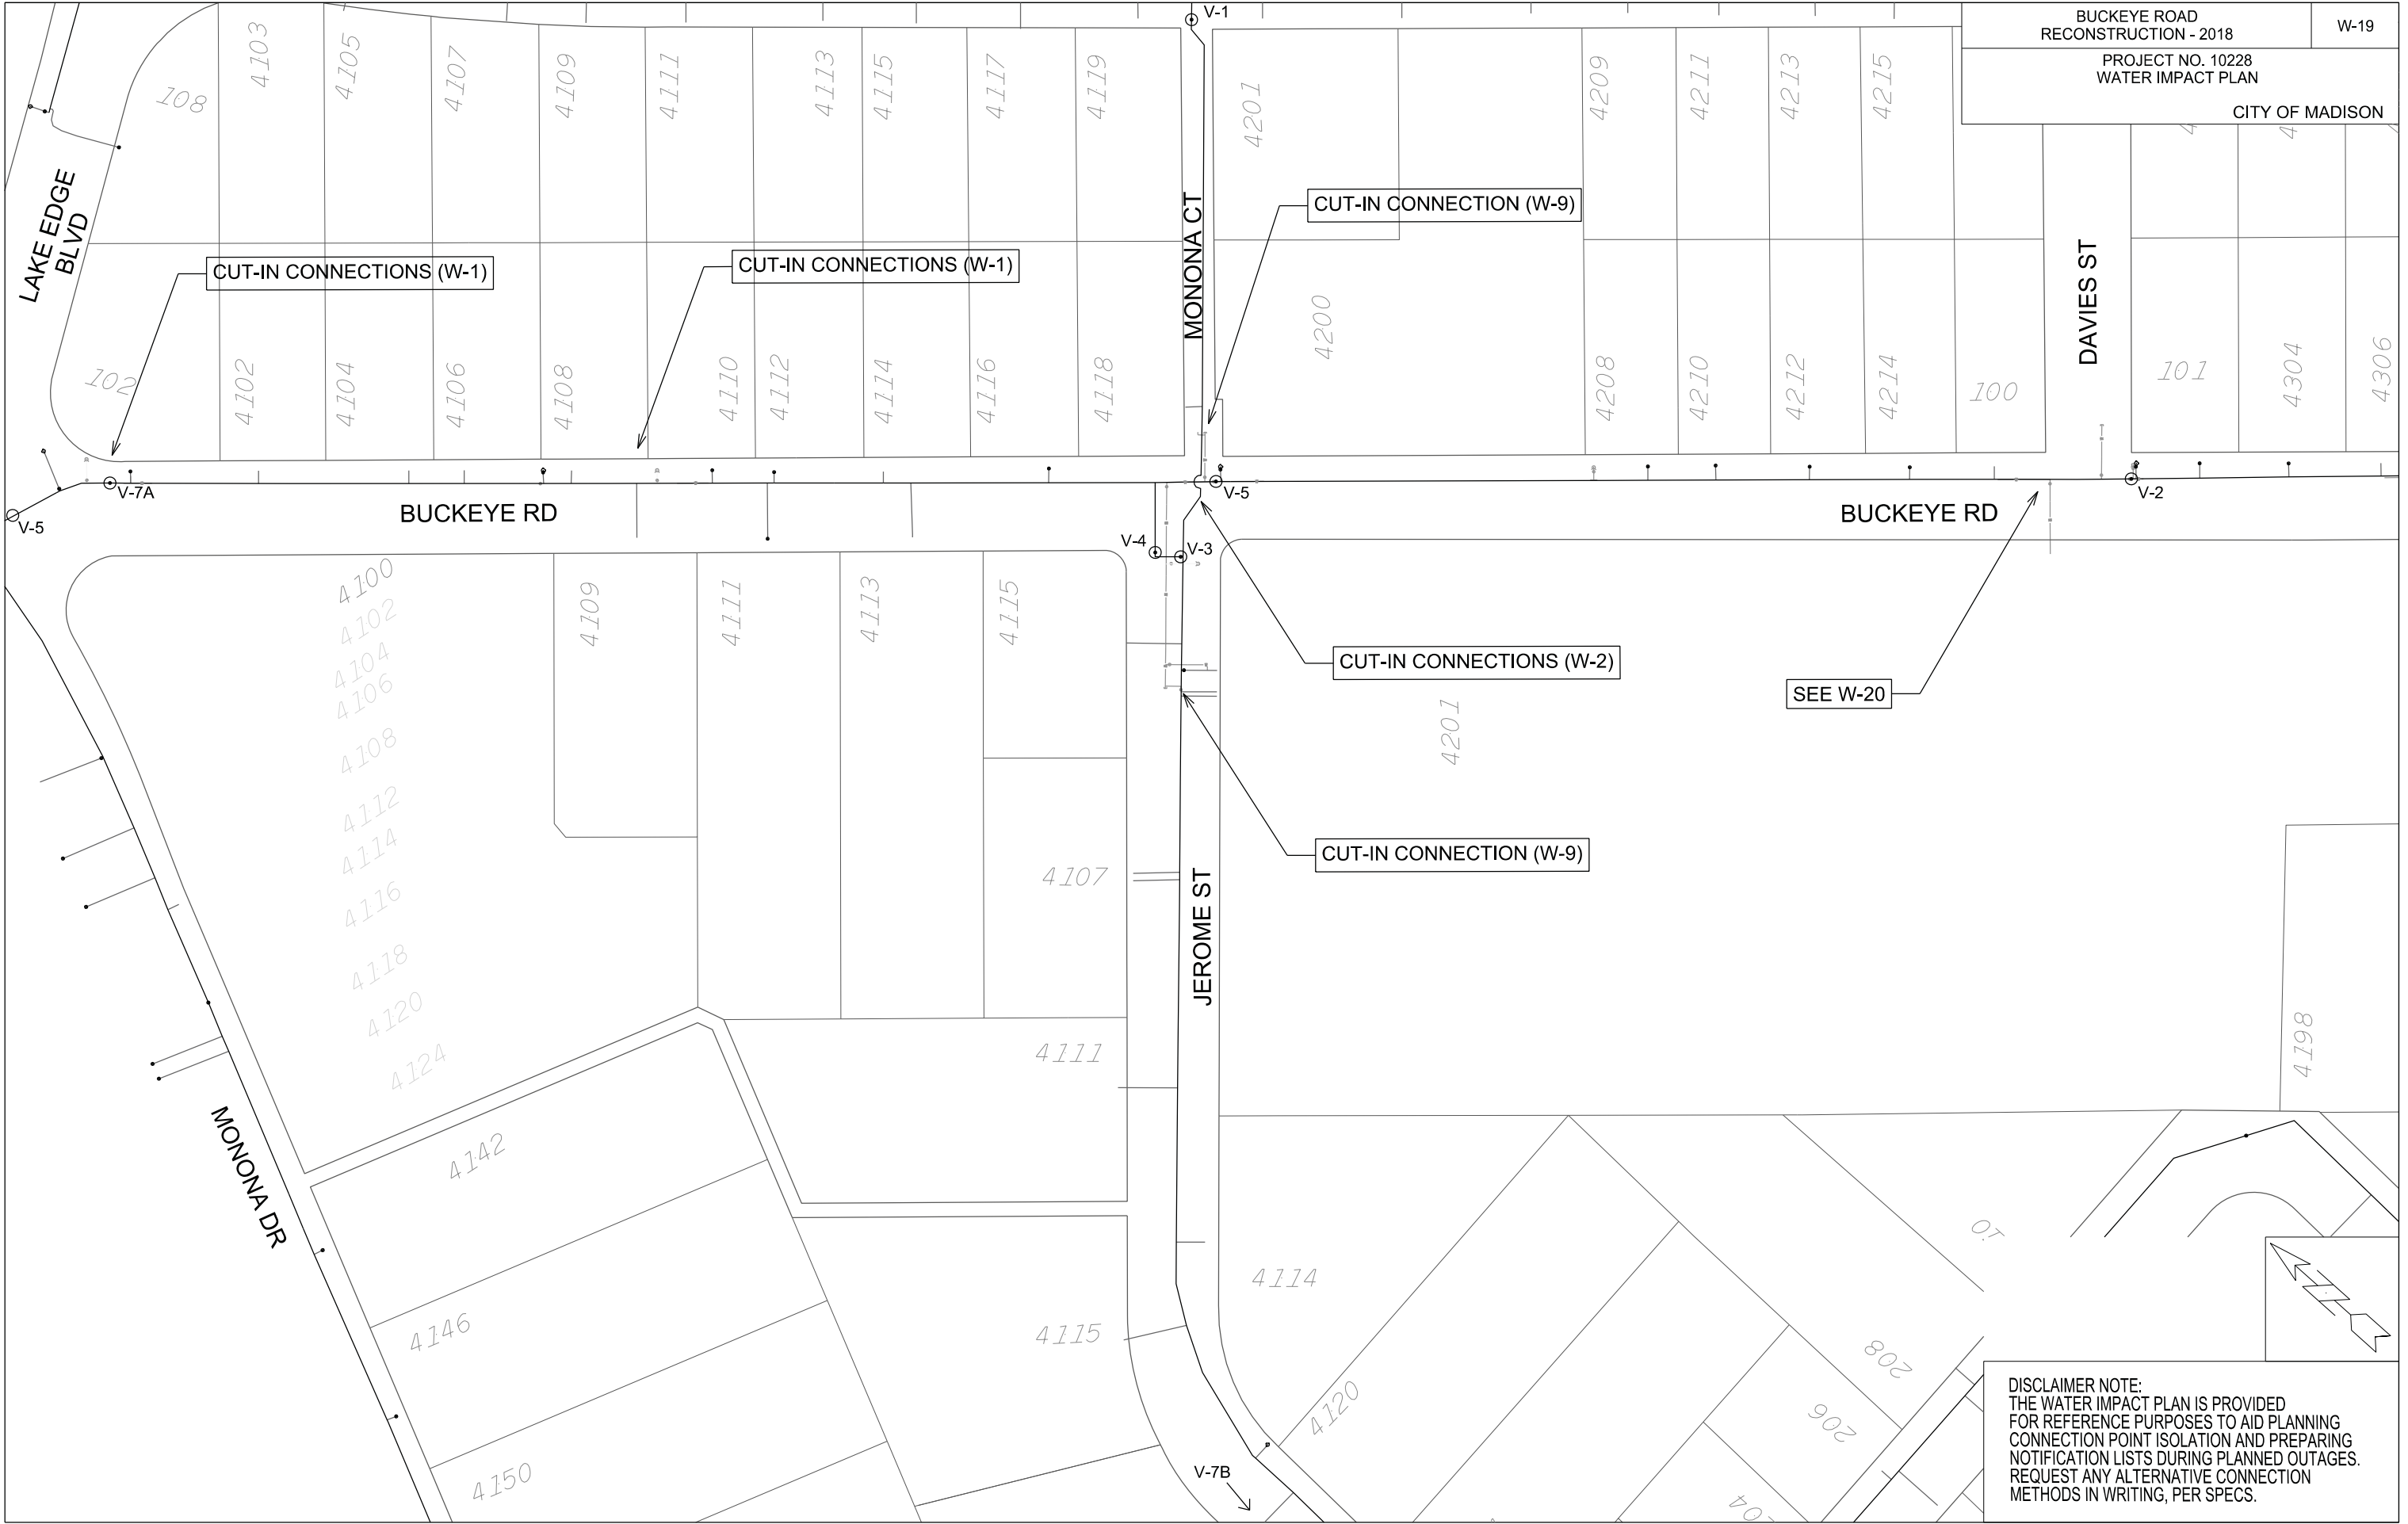 V-1
BUCKEYE ROAD
RECONSTRUCTION - 2018
W-19
PROJECT NO. 10228
WATER IMPACT PLAN
CITY OF MADISON
108
4103
4105
4107
4109
4111
4113
4115
4117
4119
4201
4209
4211
4213
4215
LAKE EDGE
BLVD
MONONA CT
DAVIES ST
CUT-IN CONNECTION (W-9)
CUT-IN CONNECTIONS (W-1)
CUT-IN CONNECTIONS (W-1)
102
4102
4104
4106
4108
4110
4112
4114
4116
4118
4200
4208
4210
4212
4214
100
101
4304
4306
V-7A
V-5
V-5
V-2
BUCKEYE RD
BUCKEYE RD
V-4
V-3
4100
4102
4104
4106
4108
4112
4114
4116
4118
4120
4124
4109
4111
4113
4115
CUT-IN CONNECTIONS (W-2)
SEE W-20
4201
CUT-IN CONNECTION (W-9)
4107
JEROME ST
4111
4198
MONONA DR
4142
4146
4150
4115
4114
4120
10
208
206
V-7B
DISCLAIMER NOTE:
THE WATER IMPACT PLAN IS PROVIDED
FOR REFERENCE PURPOSES TO AID PLANNING
CONNECTION POINT ISOLATION AND PREPARING
NOTIFICATION LISTS DURING PLANNED OUTAGES.
REQUEST ANY ALTERNATIVE CONNECTION
METHODS IN WRITING, PER SPECS.